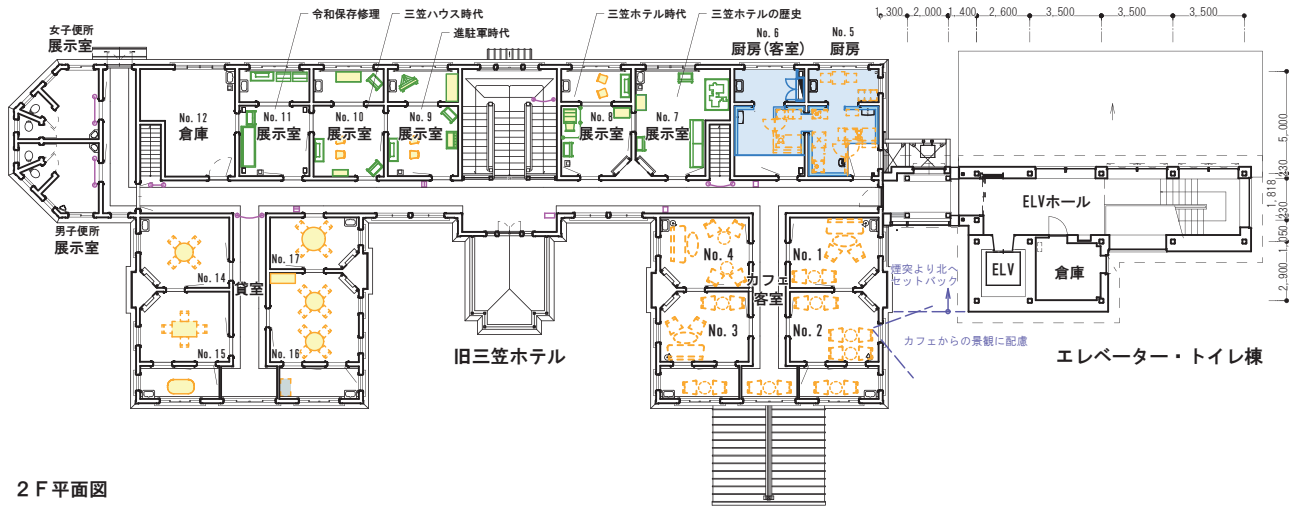 女子便所
展示室
令和保存修理
三笠ハウス時代
進駐軍時代
三笠ホテル時代
三笠ホテルの歴史
No.6
厨房(客室)
No.5
厨房
1,300
2,000
1,400
2,600
3,500
3,500
3,500
No.12
倉庫
No.11
展示室
No.10
展示室
No.9
展示室
No.8
展示室
No.7
展示室
5,000
230
1,818
230
1,050
2,900
男子便所
展示室
ELVホール
ELV
倉庫
No.17
No.14
貸室
No.15
No.16
No.4
No.1
カフェ
客室
No.3
No.2
煙突より北へ
セットバック
カフェからの景観に配慮
旧三笠ホテル
エレベーター・トイレ棟
2F平面図